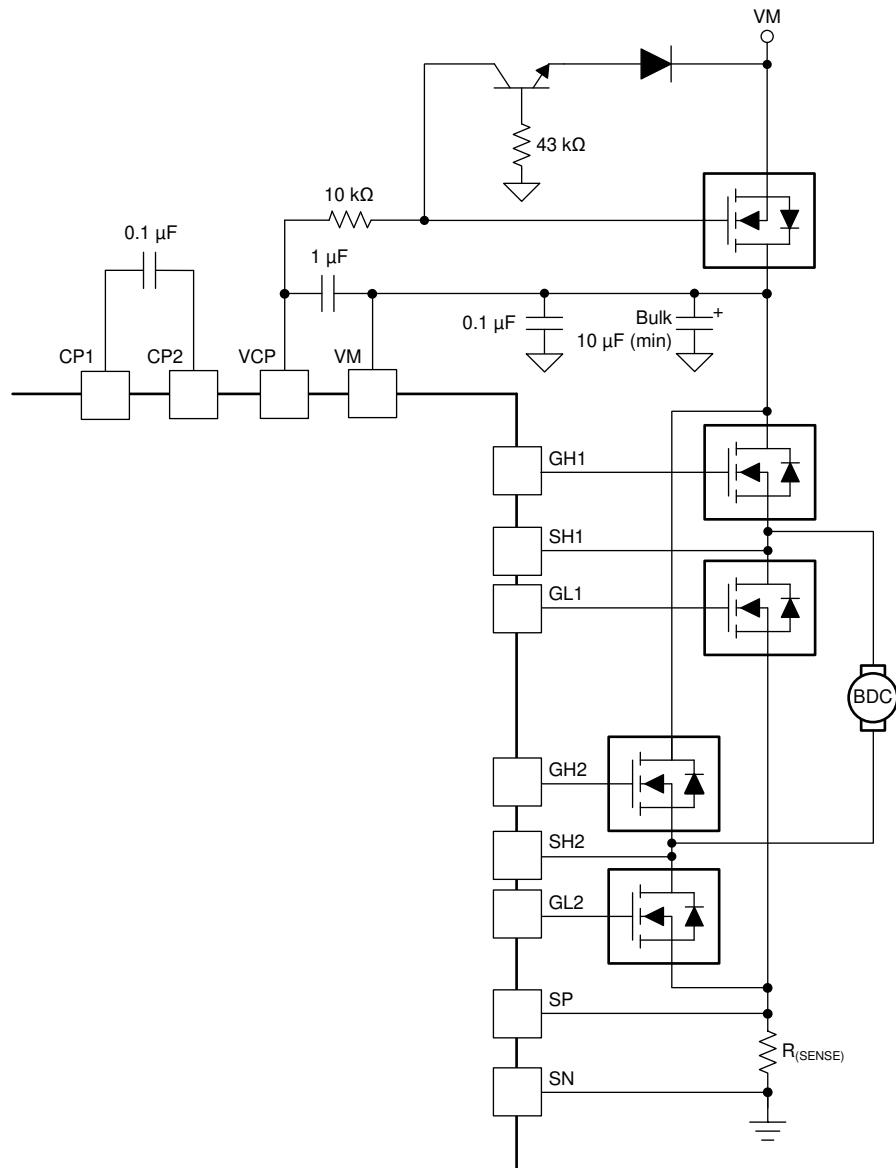 VM
43 kΩ
10 kΩ
0.1 µF
1 µF
0.1 µF
Bulk
10 µF (min)
+
CP1
CP2
VCP
VM
GH1
SH1
GL1
BDC
GH2
SH2
GL2
SP
R(SENSE)
SN